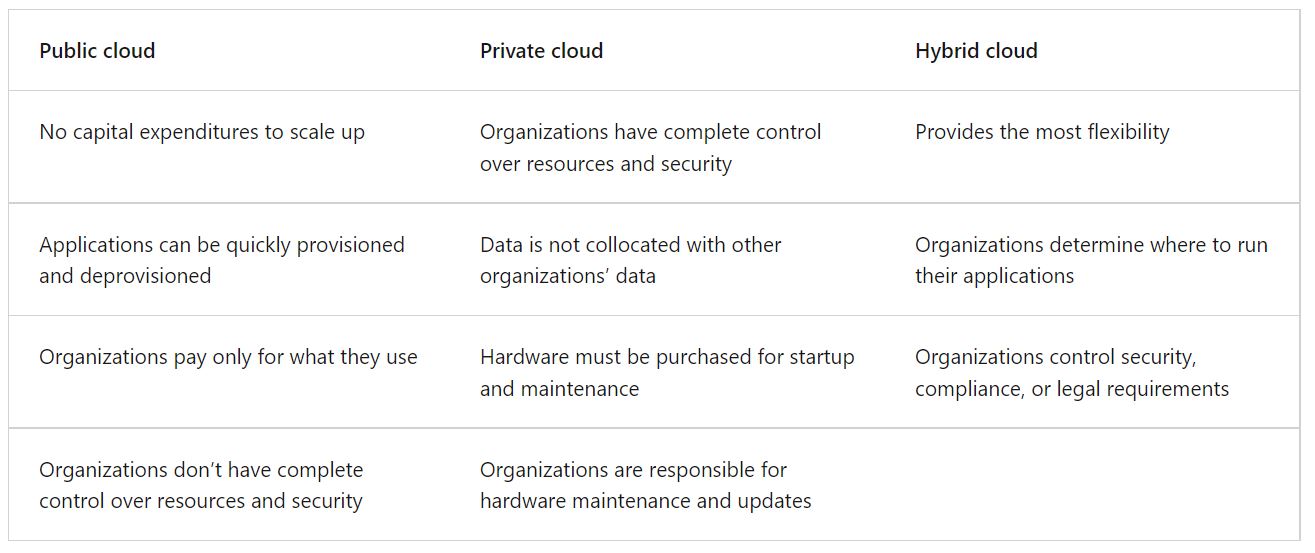 Public cloud
Private cloud
Hybrid cloud
No capital expenditures to scale up
Organizations have complete control
over resources and security
Provides the most flexibility
Applications can be quickly provisioned
and deprovisioned
Data is not collocated with other
organizations’ data
Organizations determine where to run
their applications
Organizations pay only for what they use
Hardware must be purchased for startup
and maintenance
Organizations control security,
compliance, or legal requirements
Organizations don’t have complete
control over resources and security
Organizations are responsible for
hardware maintenance and updates